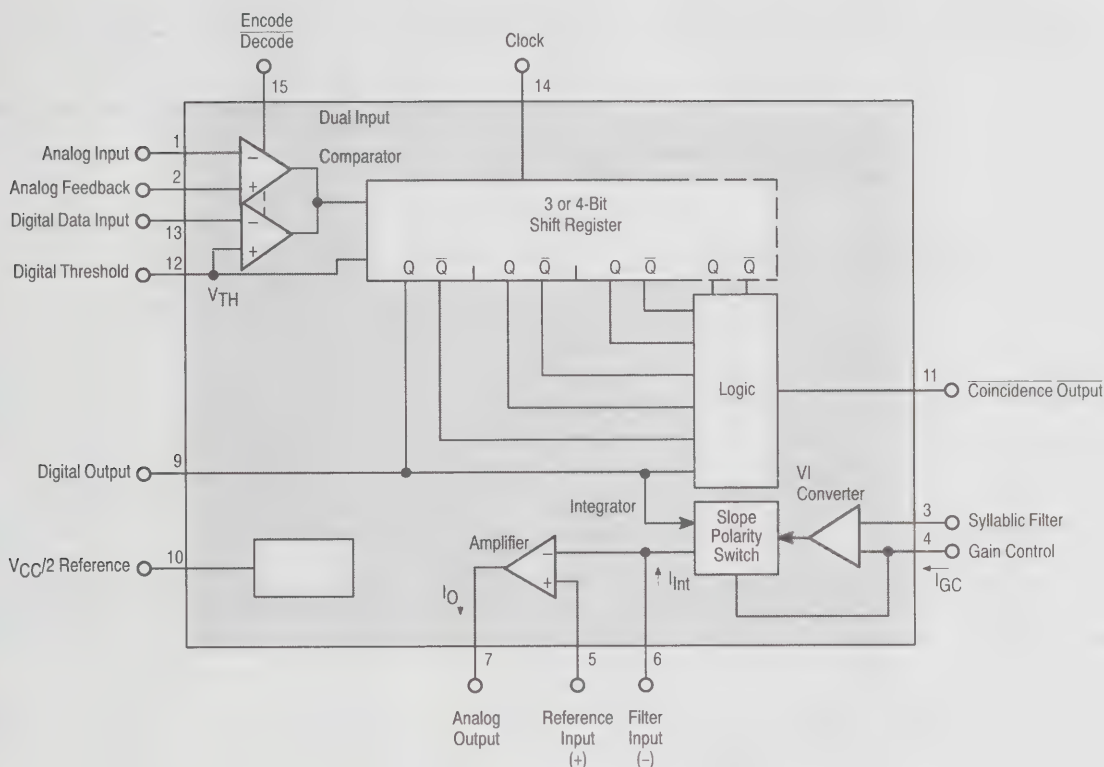 Encode
Decode
Clock
15
14
Dual Input
Comparator
1
Analog Input
2
Analog Feedback
Digital Data Input
13
12
Digital Threshold
VTH
−
+
−
+
3 or 4-Bit
Shift Register
Q Q̅ Q Q̅ Q Q̅ Q Q̅
Logic
11
Coincidence Output
9
Digital Output
Integrator
VI
Converter
Slope
Polarity
Switch
3
Syllabic Filter
4
Gain Control
IGC
10
VCC/2 Reference
Amplifier
−
+
IO
IInt
7
5
6
Analog
Output
Reference
Input
(+)
Filter
Input
(−)